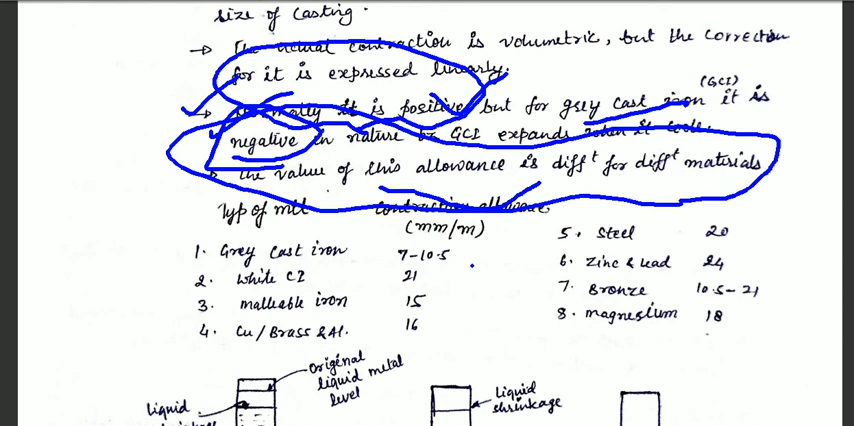 size of casting.
→ The actual contraction is volumetric, but the correction
for it is expressed linearly.
→ Normally it is positive but for grey cast iron (GCI) it is
negative in nature bz GCI expands when it cools.
→ The value of this allowance is diffᵗ for diffᵗ materials
Typ of mtl contraction allowance
(mm/m)
1. Grey Cast iron 7-10.5
2. White CI 21
3. malleable iron 15
4. Cu/Brass & Al. 16
5. Steel 20
6. Zinc & Lead 24
7. Bronze 10.5-21
8. magnesium 18
original
liquid metal
level
Liquid
Liquid
shrinkage